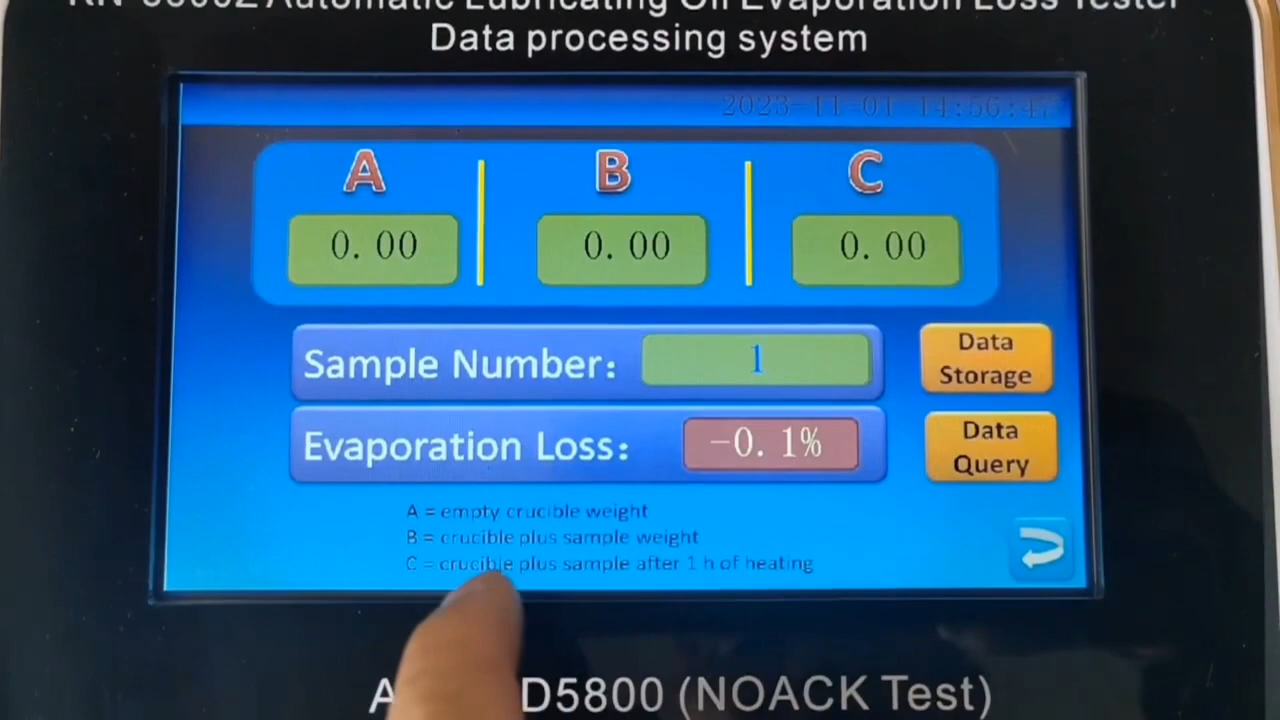 Automatic Lubricating Oil Evaporation Loss Tester
Data processing system
2023-11-01 14:56:47
A B C
0.00 0.00 0.00
Sample Number: 1
Data
Storage
Evaporation Loss: -0.1%
Data
Query
A = empty crucible weight
B = crucible plus sample weight
C = crucible plus sample after 1 h of heating
D5800 (NOACK Test)